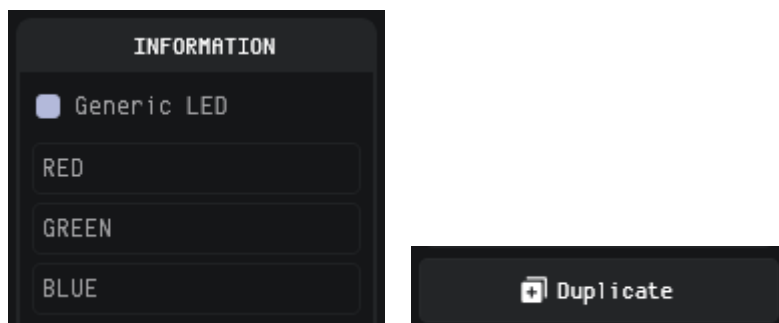 INFORMATION
Generic LED
RED
GREEN
BLUE
Duplicate